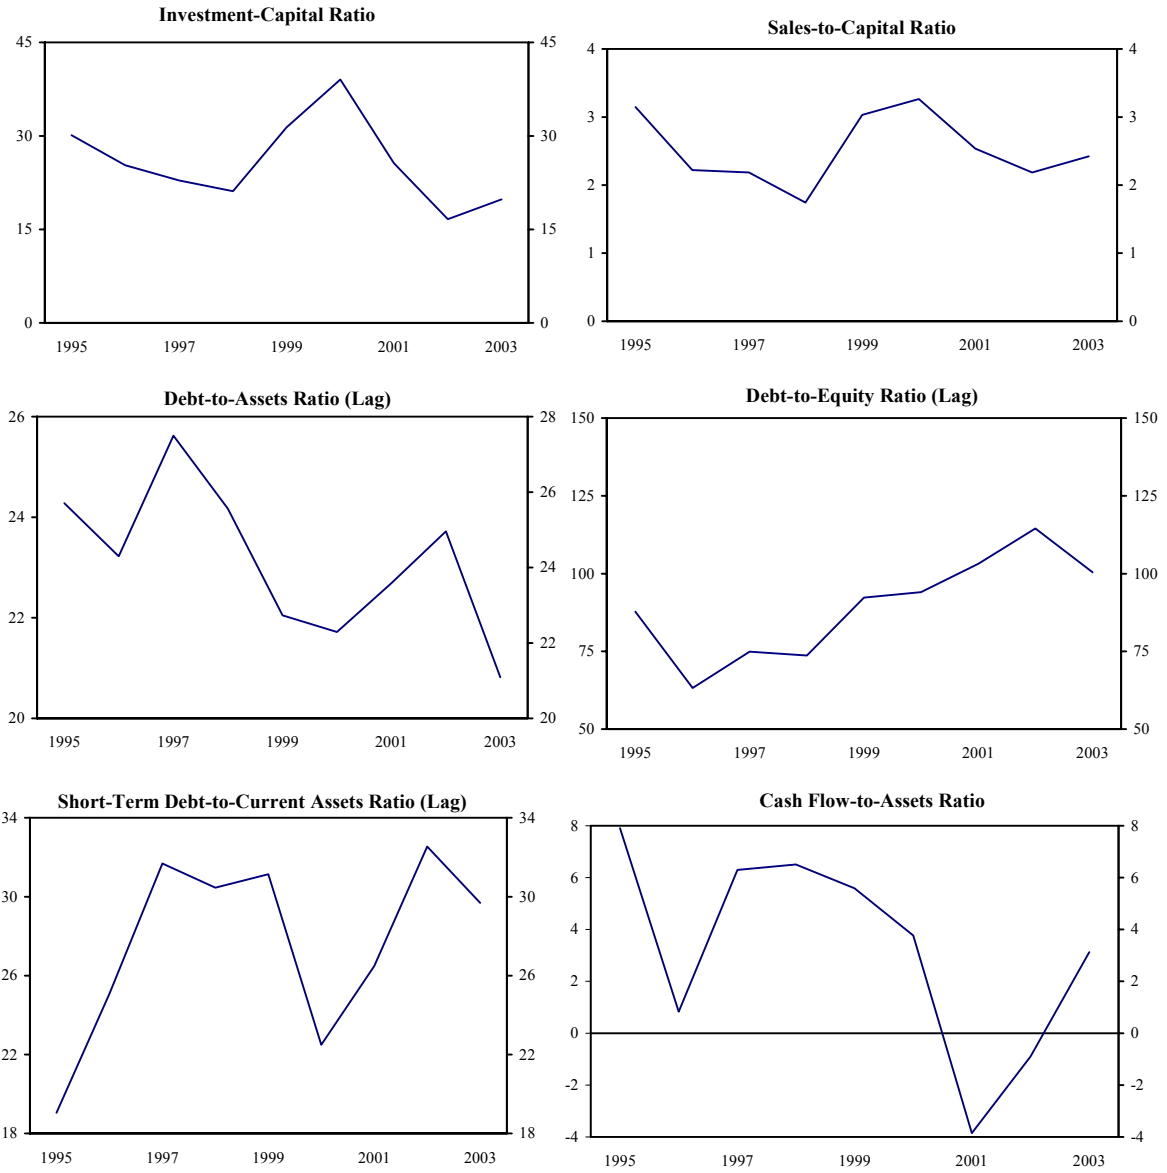 Investment-Capital Ratio
45 45
30 30
15 15
0 0
1995 1997 1999 2001 2003
Sales-to-Capital Ratio
4 4
3 3
2 2
1 1
0 0
1995 1997 1999 2001 2003
Debt-to-Assets Ratio (Lag)
26 28
26
24
24
22
22
20 20
1995 1997 1999 2001 2003
Debt-to-Equity Ratio (Lag)
150 150
125 125
100 100
75 75
50 50
1995 1997 1999 2001 2003
Short-Term Debt-to-Current Assets Ratio (Lag)
34 34
30 30
26 26
22 22
18 18
1995 1997 1999 2001 2003
Cash Flow-to-Assets Ratio
8 8
6 6
4 4
2 2
0 0
-2 -2
-4 -4
1995 1997 1999 2001 2003